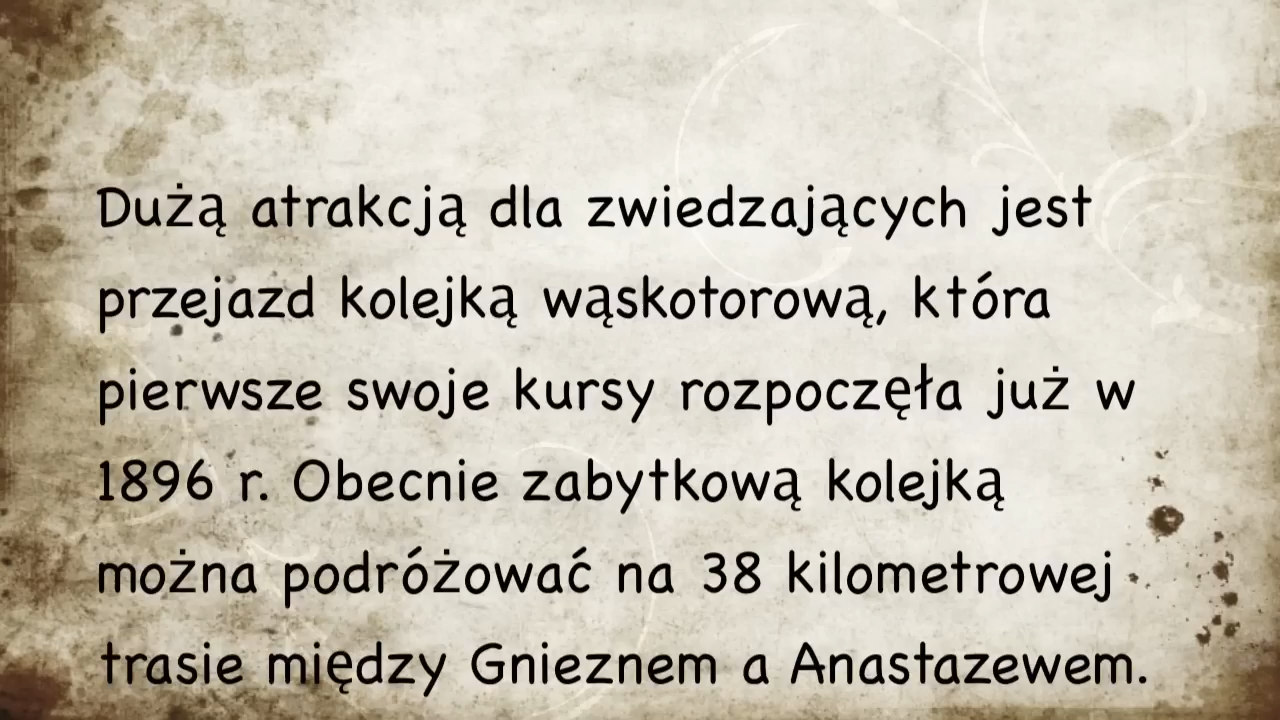 Dużą atrakcją dla zwiedzających jest
przejazd kolejką wąskotorową, która
pierwsze swoje kursy rozpoczęła już w
1896 r. Obecnie zabytkową kolejką
można podróżować na 38 kilometrowej
trasie między Gnieznem a Anastazewem.